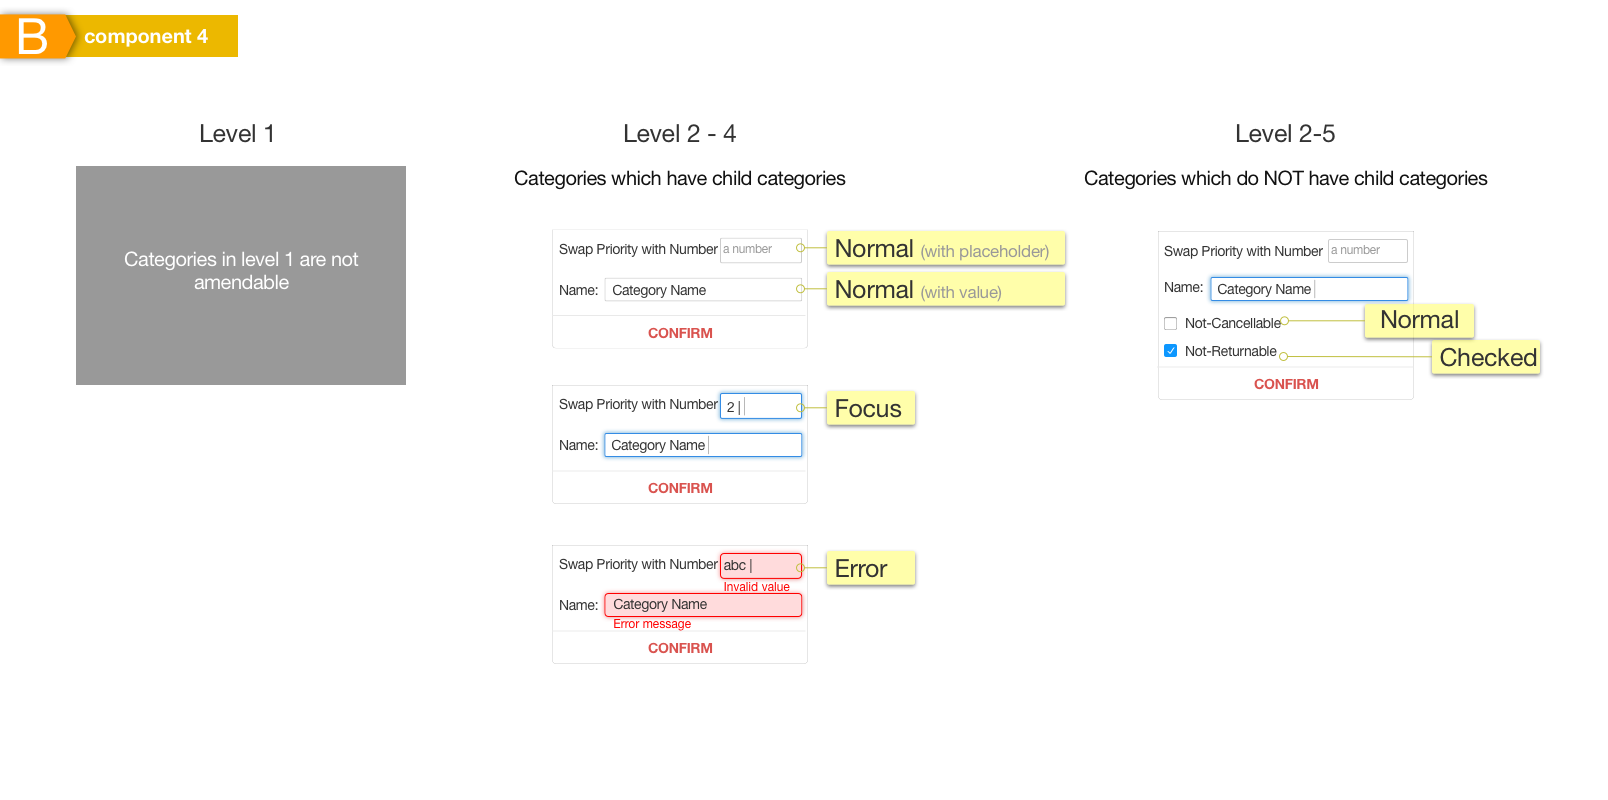 B component 4
Level 1
Categories in level 1 are not
amendable
Level 2 - 4
Categories which have child categories
Swap Priority with Number a number
Normal (with placeholder)
Name: Category Name
Normal (with value)
CONFIRM
Swap Priority with Number 2 |
Focus
Name: Category Name
CONFIRM
Swap Priority with Number abc |
Error
Invalid value
Name: Category Name
Error message
CONFIRM
Level 2-5
Categories which do NOT have child categories
Swap Priority with Number a number
Name: Category Name
Not-Cancellable
Normal
Not-Returnable
Checked
CONFIRM